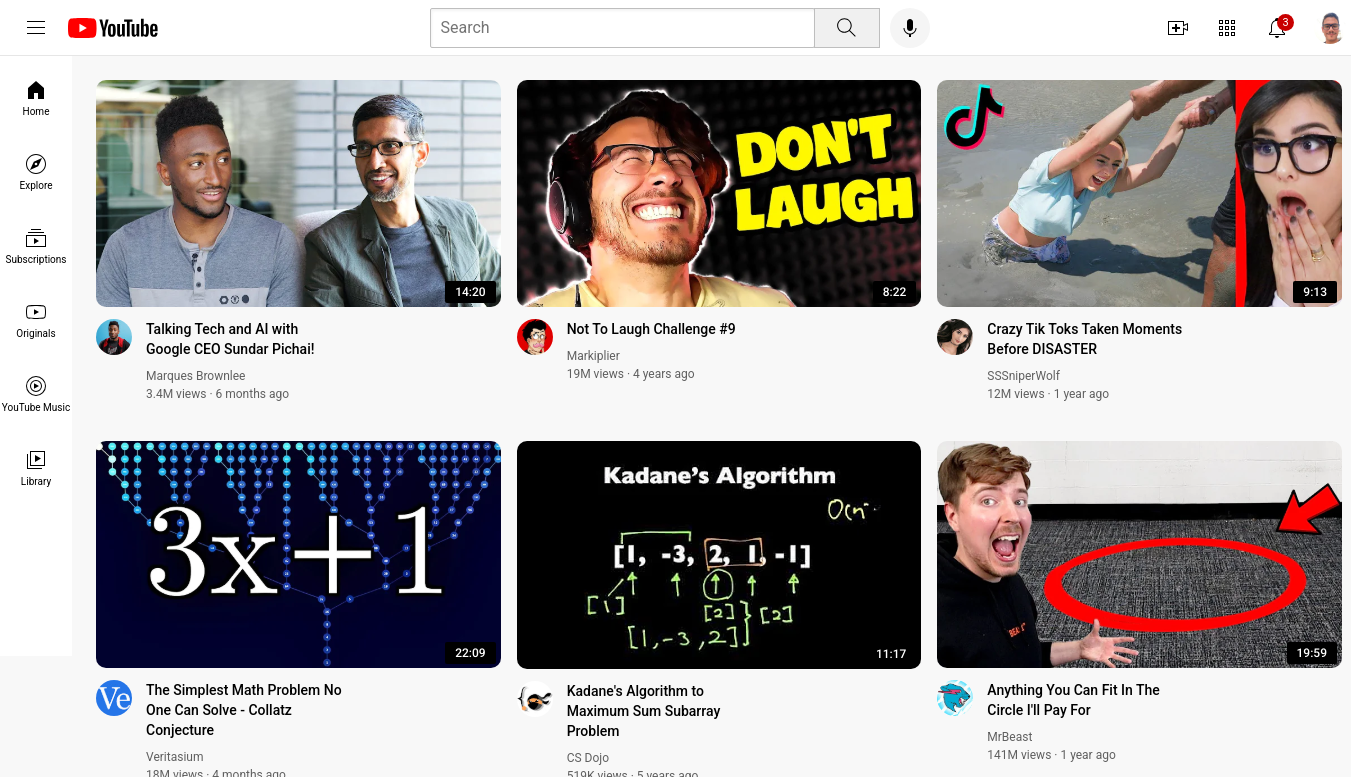 YouTube
Search
3
Home
Explore
Subscriptions
Originals
YouTube Music
Library
14:20
Talking Tech and AI with
Google CEO Sundar Pichai!
Marques Brownlee
3.4M views · 6 months ago
DON'T
LAUGH
8:22
Not To Laugh Challenge #9
Markiplier
19M views · 4 years ago
9:13
Crazy Tik Toks Taken Moments
Before DISASTER
SSSniperWolf
12M views · 1 year ago
3x+1
22:09
Ve
The Simplest Math Problem No
One Can Solve - Collatz
Conjecture
Veritasium
18M views · 4 months ago
Kadane's Algorithm
[1, -3, 2, 1, -1]
[1]
[2]
[2]
[1, -3, 2]
11:17
Kadane's Algorithm to
Maximum Sum Subarray
Problem
CS Dojo
519K views · 5 years ago
19:59
Anything You Can Fit In The
Circle I'll Pay For
MrBeast
141M views · 1 year ago